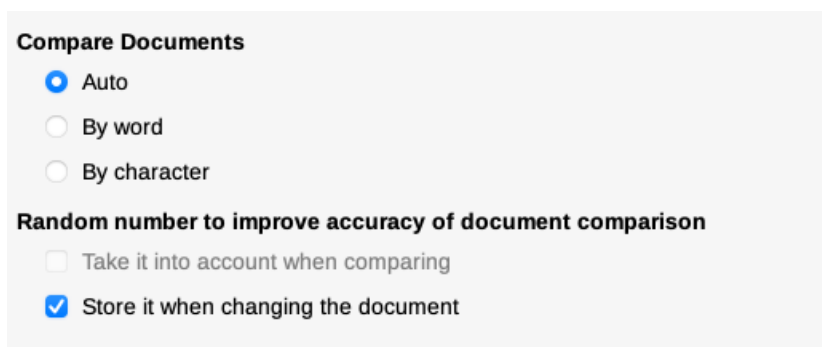 Compare Documents
Auto
By word
By character
Random number to improve accuracy of document comparison
Take it into account when comparing
Store it when changing the document